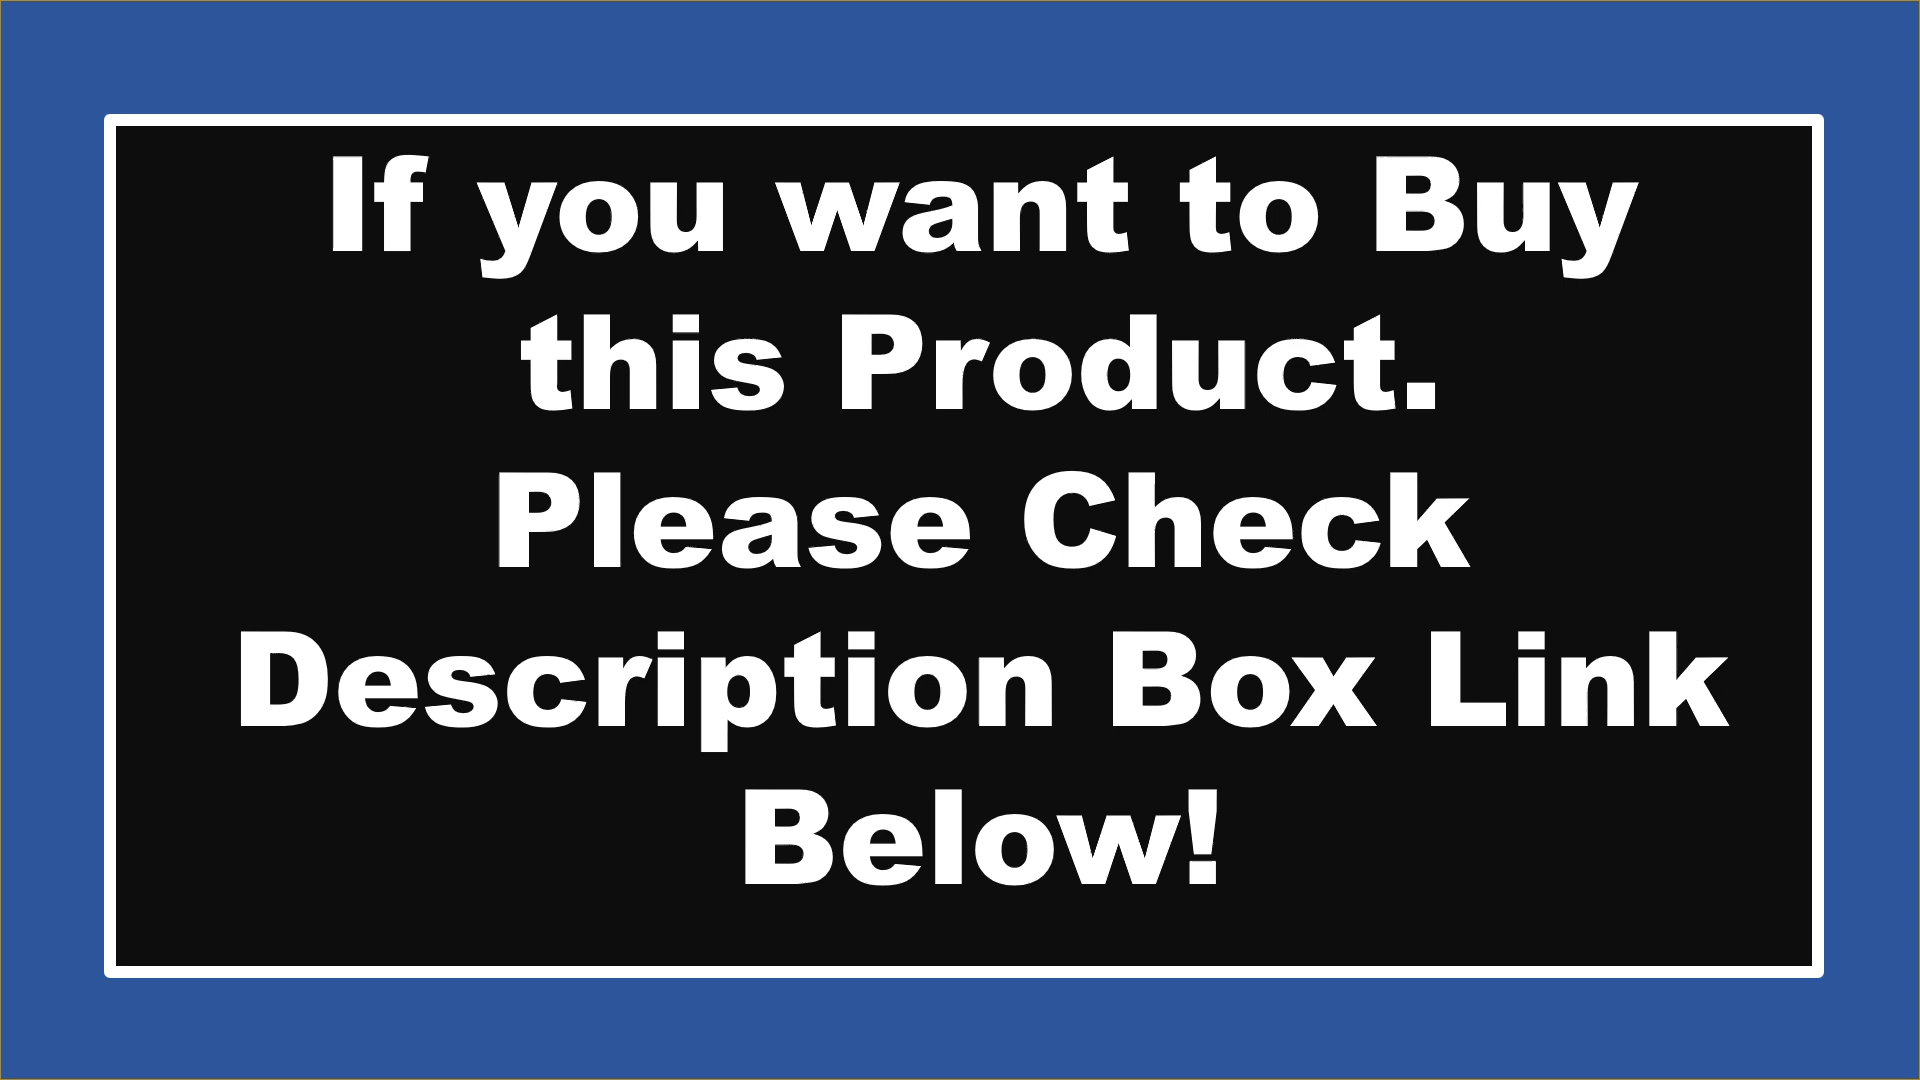 If you want to Buy
this Product.
Please Check
Description Box Link
Below!